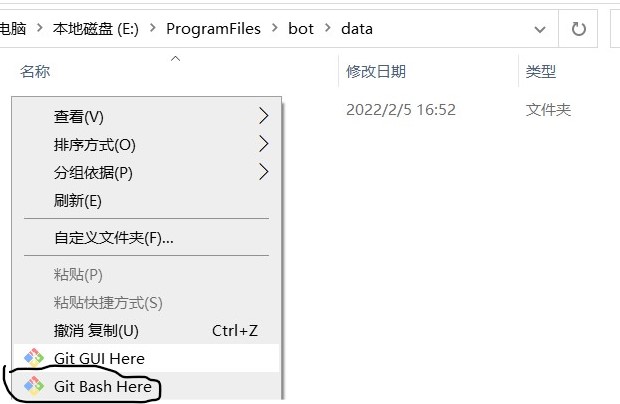 电脑 > 本地磁盘 (E:) > ProgramFiles > bot > data
名称 修改日期 类型
查看(V)
2022/2/5 16:52 文件夹
排序方式(O)
分组依据(P)
刷新(E)
自定义文件夹(F)...
粘贴(P)
粘贴快捷方式(S)
撤消 复制(U) Ctrl+Z
Git GUI Here
Git Bash Here